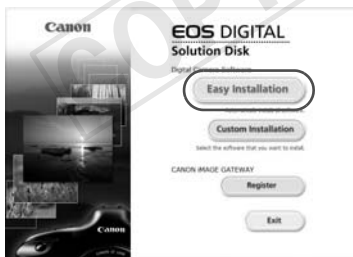 Canon
EOS DIGITAL
Solution Disk
Digital Camera Software
Easy Installation
Custom Installation
Select the software that you want to install.
CANON IMAGE GATEWAY
Register
Exit
Canon